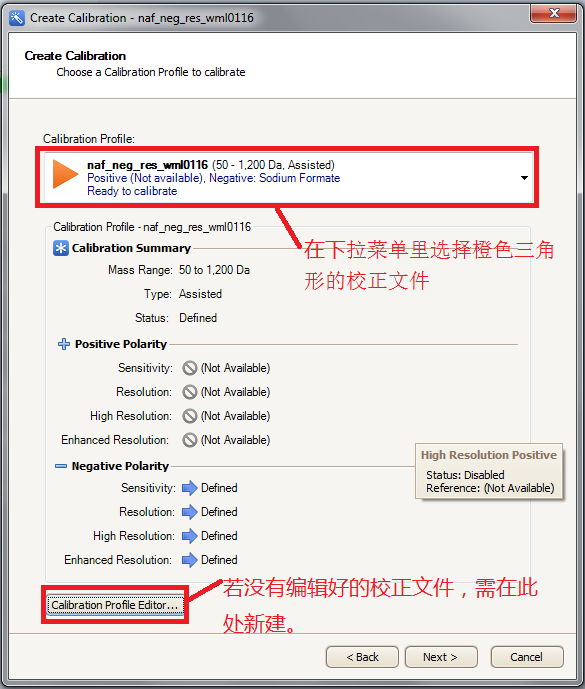 Create Calibration - naf_neg_res_wml0116
Create Calibration
Choose a Calibration Profile to calibrate
Calibration Profile:
naf_neg_res_wml0116 (50 - 1,200 Da, Assisted)
Positive (Not available), Negative: Sodium Formate
Ready to calibrate
Calibration Profile - naf_neg_res_wml0116
在下拉菜单里选择橙色三角
形的校正文件
Calibration Summary
Mass Range: 50 to 1,200 Da
Type: Assisted
Status: Defined
Positive Polarity
Sensitivity: (Not Available)
Resolution: (Not Available)
High Resolution: (Not Available)
Enhanced Resolution: (Not Available)
High Resolution Positive
Status: Disabled
Reference: (Not Available)
Negative Polarity
Sensitivity: Defined
Resolution: Defined
High Resolution: Defined
Enhanced Resolution: Defined
若没有编辑好的校正文件，需在此
处新建。
Calibration Profile Editor...
< Back
Next >
Cancel